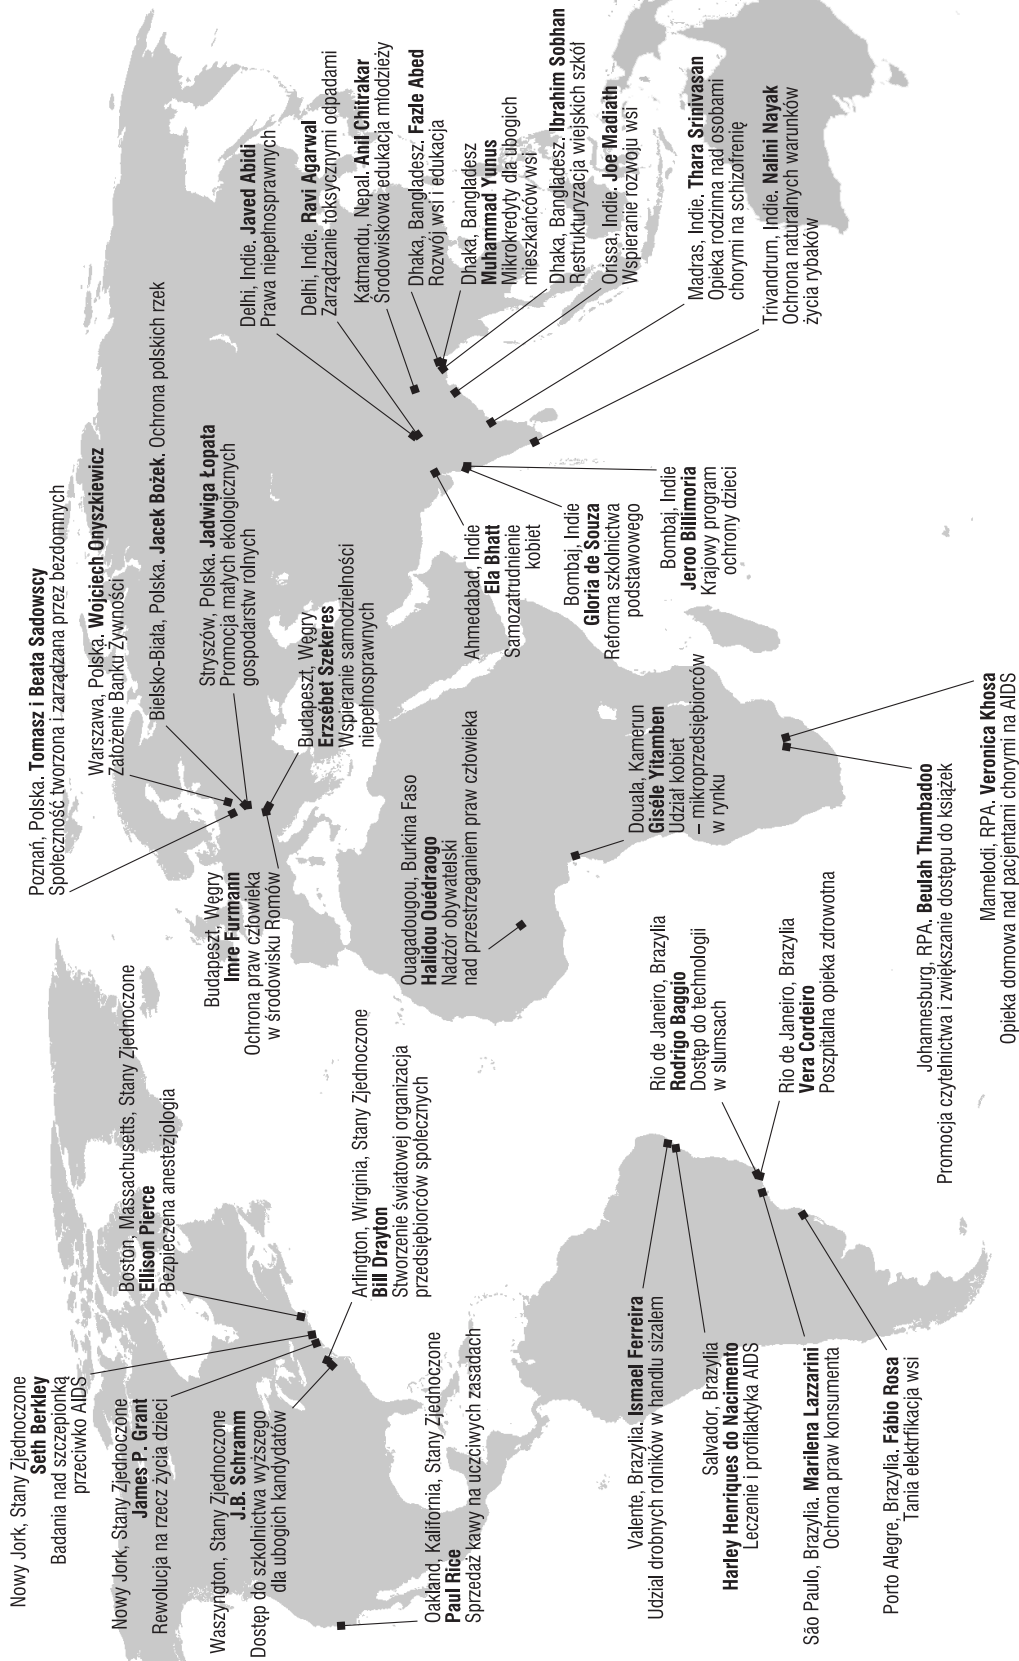 Nowy Jork, Stany Zjednoczone
Seth Berkley
Badania nad szczepionką
przeciwko AIDS
Nowy Jork, Stany Zjednoczone
James P. Grant
Rewolucja na rzecz życia dzieci
Waszyngton, Stany Zjednoczone
J.B. Schramm
Dostęp do szkolnictwa wyższego
dla ubogich kandydatów
Boston, Massachusetts, Stany Zjednoczone
Ellison Pierce
Bezpieczena anestezjologia
Arlington, Wirginia, Stany Zjednoczone
Bill Drayton
Stworzenie światowej organizacja
przedsiębiorców społecznych
Oakland, Kalifornia, Stany Zjednoczone
Paul Rice
Sprzedaż kawy na uczciwych zasadach
Valente, Brazylia. Ismael Ferreira
Udział drobnych rolników w handlu sizalem
Salvador, Brazylia
Harley Henriques do Nacimento
Leczenie i profilaktyka AIDS
São Paulo, Brazylia. Marilena Lazzarini
Ochrona praw konsumenta
Porto Alegre, Brazylia. Fábio Rosa
Tania elektrfikacja wsi
Rio de Janeiro, Brazylia
Rodrigo Baggio
Dostęp do technologii
w slumsach
Rio de Janeiro, Brazylia
Vera Cordeiro
Poszpitalna opieka zdrowotna
Poznań, Polska. Tomasz i Beata Sadowscy
Społeczność tworzona i zarządzana przez bezdomnych
Warszawa, Polska. Wojciech Onyszkiewicz
Założenie Banku Żywności
Bielsko-Biała, Polska. Jacek Bożek. Ochrona polskich rzek
Stryszów, Polska. Jadwiga Łopata
Promocja małych ekologicznych
gospodarstw rolnych
Budapeszt, Węgry
Erzsébet Szekeres
Wspieranie samodzielności
niepełnosprawnych
Budapeszt, Węgry
Imre Furmann
Ochrona praw człowieka
w środowisku Romów
Ouagadougou, Burkina Faso
Halidou Ouédraogo
Nadzór obywatelski
nad przestrzeganiem praw człowieka
Douala, Kamerun
Giséle Yitamben
Udział kobiet
– mikroprzedsiębiorców
w rynku
Johannesburg, RPA. Beulah Thumbadoo
Promocja czytelnictwa i zwiększanie dostępu do książek
Mamelodi, RPA. Veronica Khosa
Opieka domowa nad pacjentami chorymi na AIDS
Delhi, Indie. Javed Abidi
Prawa niepełnosprawnych
Delhi, Indie. Ravi Agarwal
Zarządzanie toksycznymi odpadami
Katmandu, Nepal. Anil Chitrakar
Środowiskowa edukacja młodzieży
Dhaka, Bangladesz. Fazle Abed
Rozwój wsi i edukacja
Dhaka, Bangladesz
Muhammad Yunus
Mikrokredyty dla ubogich
mieszkańców wsi
Dhaka, Bangladesz. Ibrahim Sobhan
Restrukturyzacja wiejskich szkół
Orissa, Indie. Joe Madiath
Wspieranie rozwoju wsi
Madras, Indie. Thara Srinivasan
Opieka rodzinna nad osobami
chorymi na schizofrenię
Trivandrum, Indie. Nalini Nayak
Ochrona naturalnych warunków
życia rybaków
Ahmedabad, Indie
Ela Bhatt
Samozatrudnienie
kobiet
Bombaj, Indie
Gloria de Souza
Reforma szkolnictwa
podstawowego
Bombaj, Indie
Jeroo Billimoria
Krajowy program
ochrony dzieci